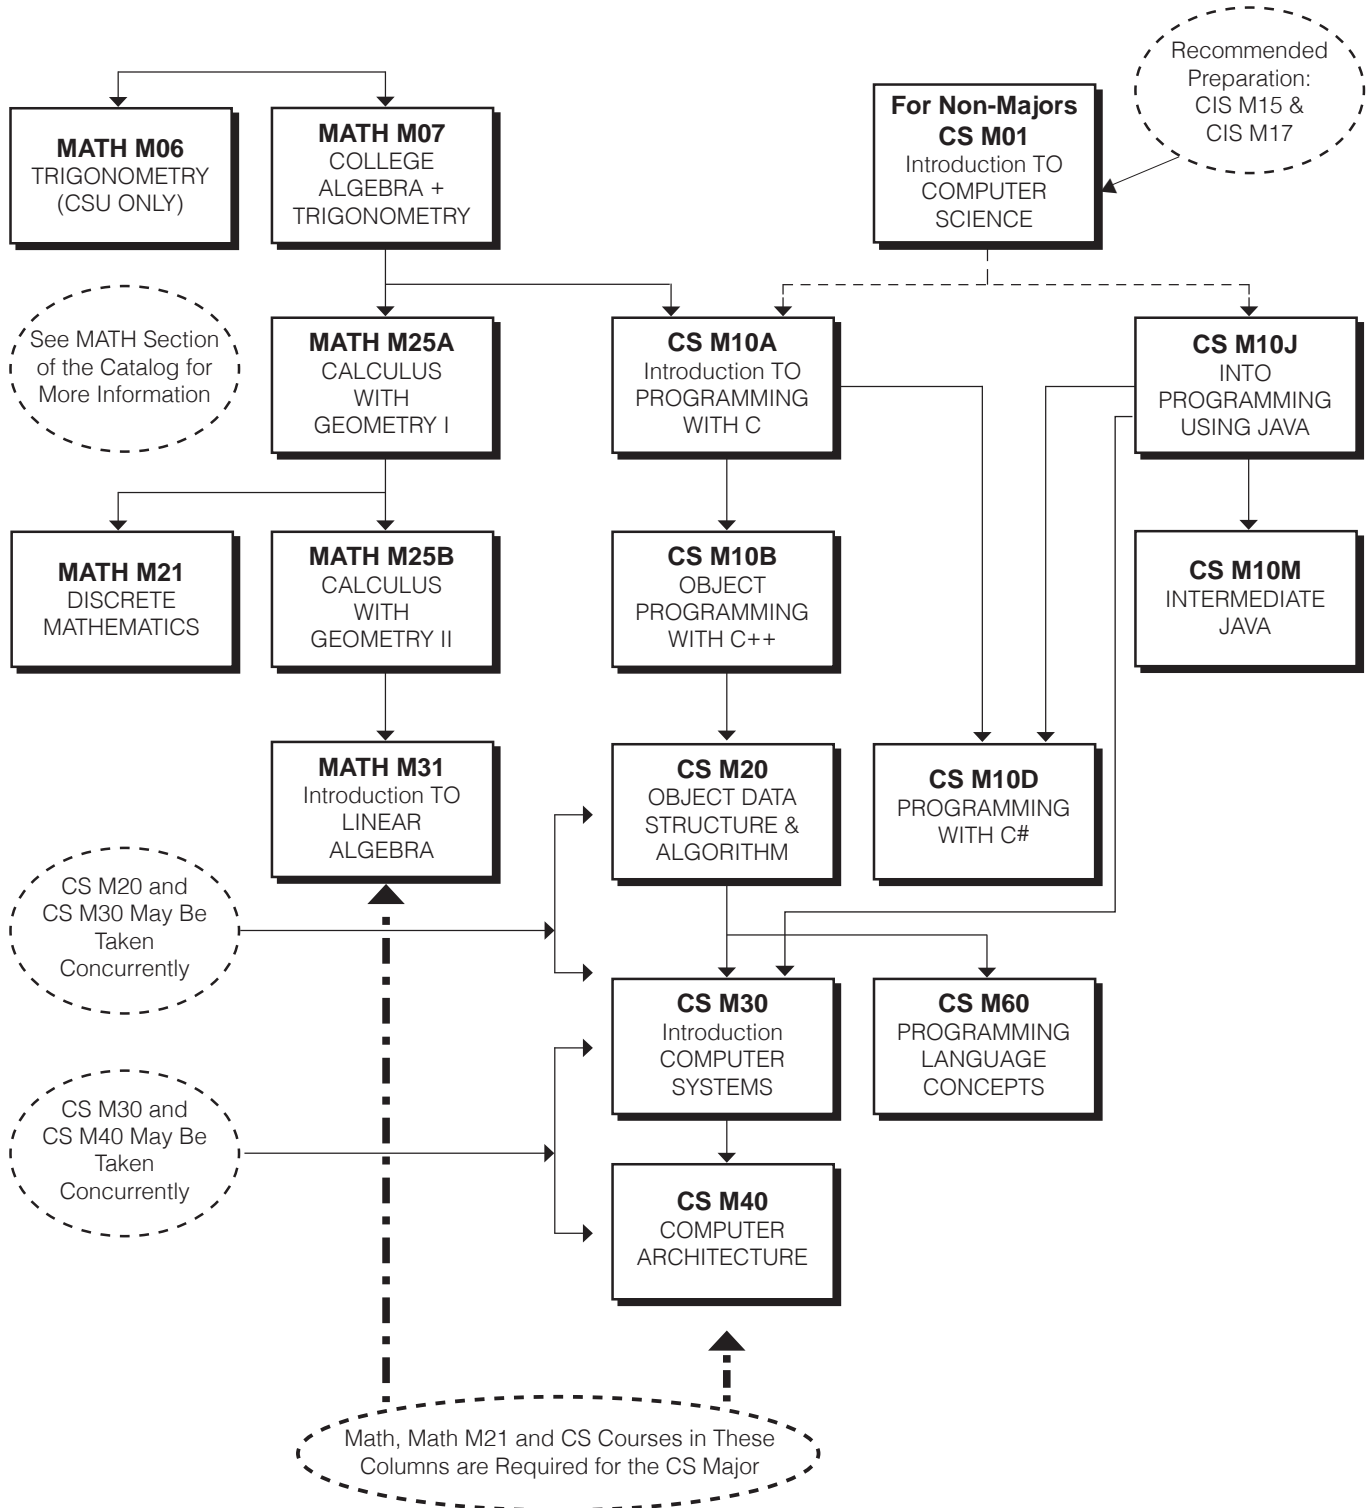 Recommended
Preparation:
CIS M15 &
CIS M17
MATH M06
TRIGONOMETRY
(CSU ONLY)
MATH M07
COLLEGE
ALGEBRA +
TRIGONOMETRY
For Non-Majors
CS M01
Introduction TO
COMPUTER
SCIENCE
See MATH Section
of the Catalog for
More Information
MATH M25A
CALCULUS
WITH
GEOMETRY I
CS M10A
Introduction TO
PROGRAMMING
WITH C
CS M10J
INTO
PROGRAMMING
USING JAVA
MATH M21
DISCRETE
MATHEMATICS
MATH M25B
CALCULUS
WITH
GEOMETRY II
CS M10B
OBJECT
PROGRAMMING
WITH C++
CS M10M
INTERMEDIATE
JAVA
MATH M31
Introduction TO
LINEAR
ALGEBRA
CS M20
OBJECT DATA
STRUCTURE &
ALGORITHM
CS M10D
PROGRAMMING
WITH C#
CS M20 and
CS M30 May Be
Taken
Concurrently
CS M30
Introduction
COMPUTER
SYSTEMS
CS M60
PROGRAMMING
LANGUAGE
CONCEPTS
CS M30 and
CS M40 May Be
Taken
Concurrently
CS M40
COMPUTER
ARCHITECTURE
Math, Math M21 and CS Courses in These
Columns are Required for the CS Major